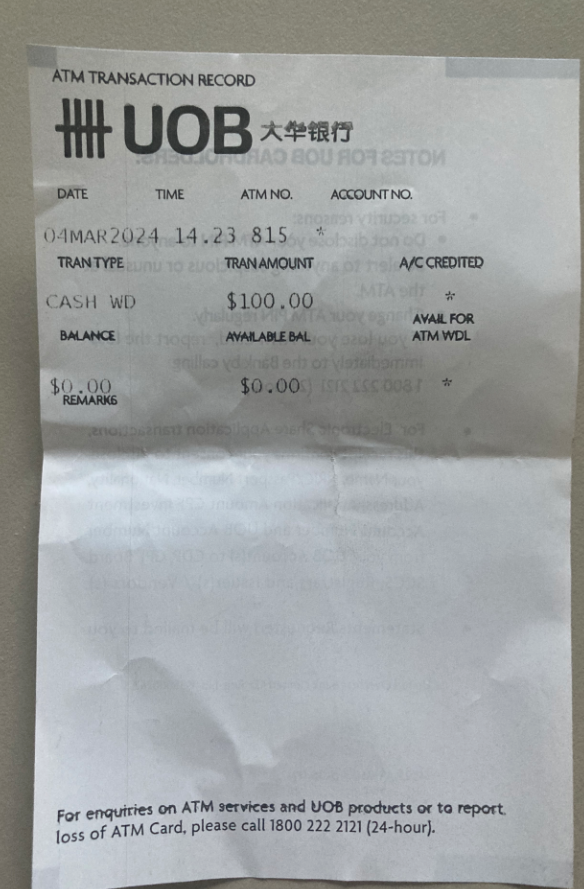 ATM TRANSACTION RECORD
UOB 大华银行
DATE TIME ATM NO. ACCOUNT NO.
04MAR2024 14.23 815 *
TRAN TYPE TRAN AMOUNT A/C CREDITED
CASH WD $100.00 *
BALANCE AVAILABLE BAL AVAIL FOR ATM WDL
$0.00 $0.00 *
REMARKS
For enquiries on ATM services and UOB products or to report
loss of ATM Card, please call 1800 222 2121 (24-hour).